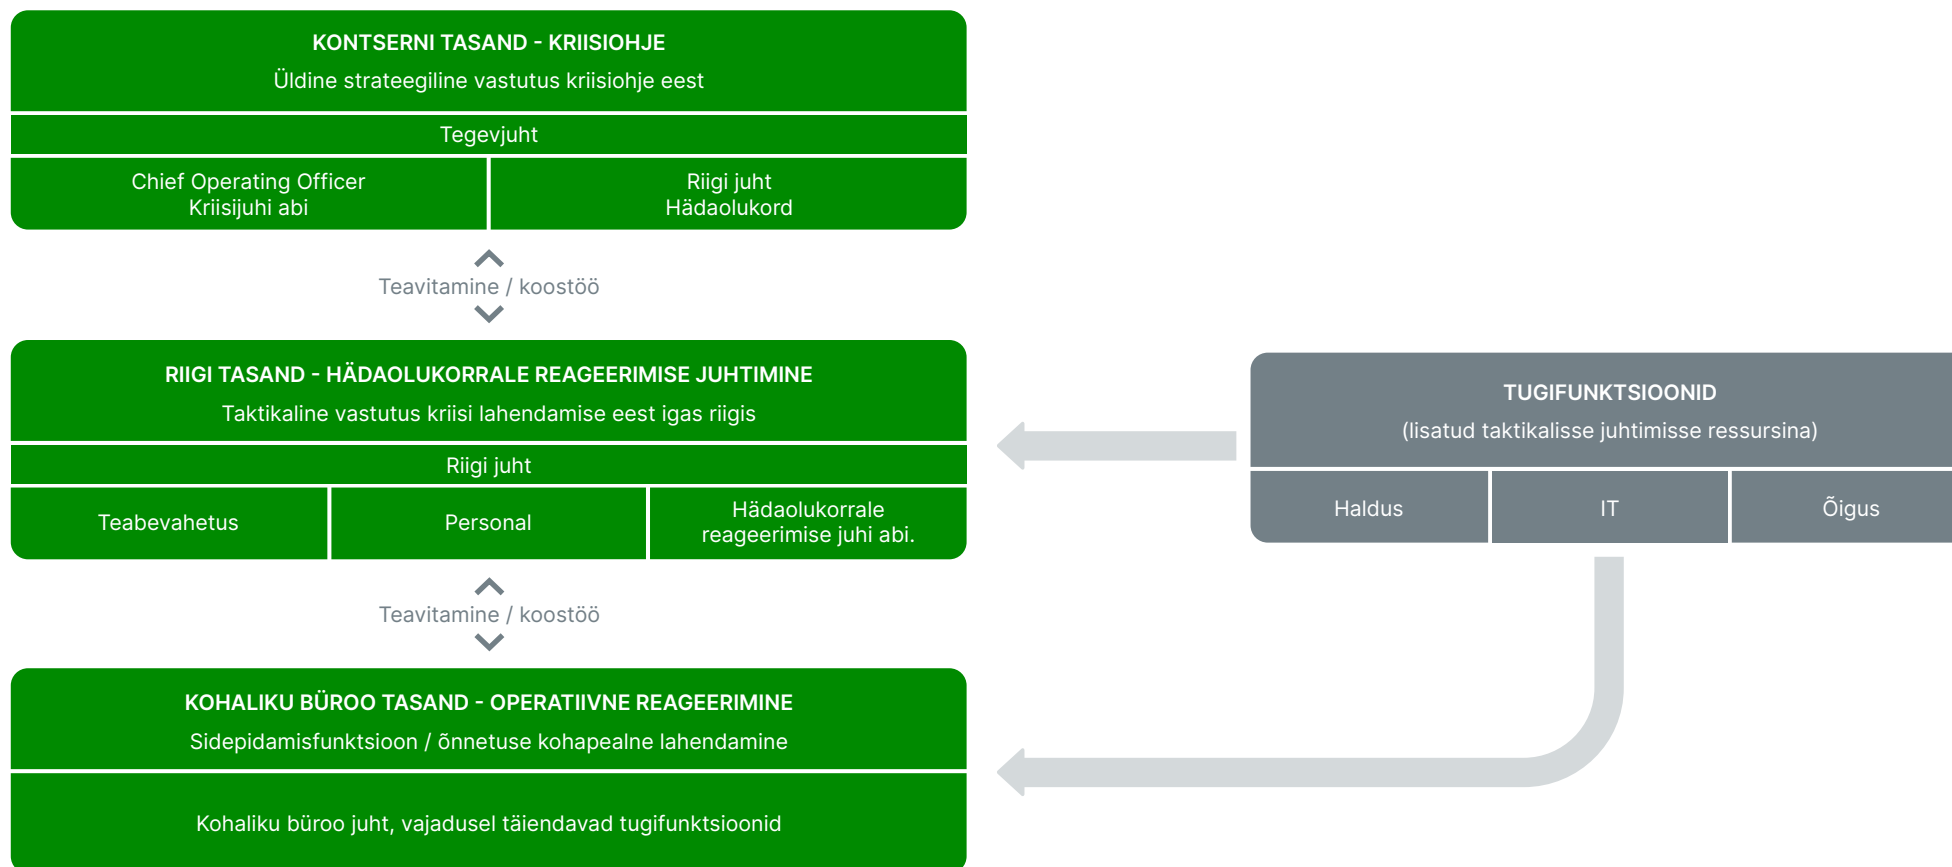 KONTSERNI TASAND - KRIISIOHJE
Üldine strateegiline vastutus kriisiohje eest
Tegevjuht
Chief Operating Officer
Kriisijuhi abi
Riigi juht
Hädaolukord
Teavitamine / koostöö
RIIGI TASAND - HÄDAOLUKORRALE REAGEERIMISE JUHTIMINE
Taktikaline vastutus kriisi lahendamise eest igas riigis
Riigi juht
Teabevahetus
Personal
Hädaolukorrale
reageerimise juhi abi.
TUGIFUNKTSIOONID
(lisatud taktikalisse juhtimisse ressursina)
Haldus
IT
Õigus
Teavitamine / koostöö
KOHALIKU BÜROO TASAND - OPERATIIVNE REAGEERIMINE
Sidepidamisfunktsioon / õnnetuse kohapealne lahendamine
Kohaliku büroo juht, vajadusel täiendavad tugifunktsioonid